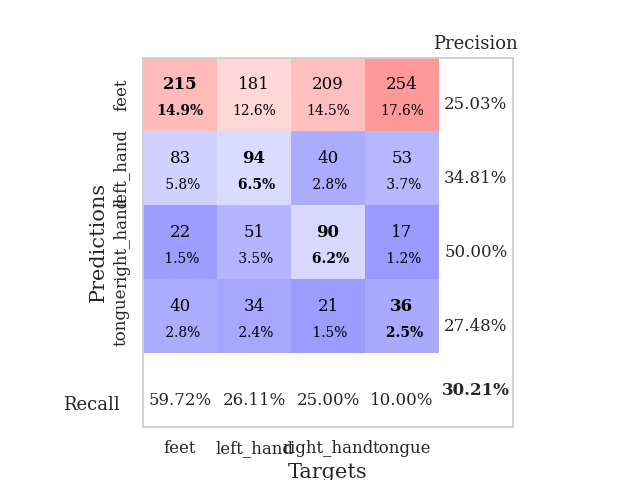 Precision
feet
215 181 209 254
14.9% 12.6% 14.5% 17.6%
25.03%
left_hand
83 94 40 53
5.8% 6.5% 2.8% 3.7%
34.81%
right_hand
22 51 90 17
1.5% 3.5% 6.2% 1.2%
50.00%
tongue
40 34 21 36
2.8% 2.4% 1.5% 2.5%
27.48%
Predictions
Recall
59.72% 26.11% 25.00% 10.00% 30.21%
feet left_hand right_hand tongue
Targets